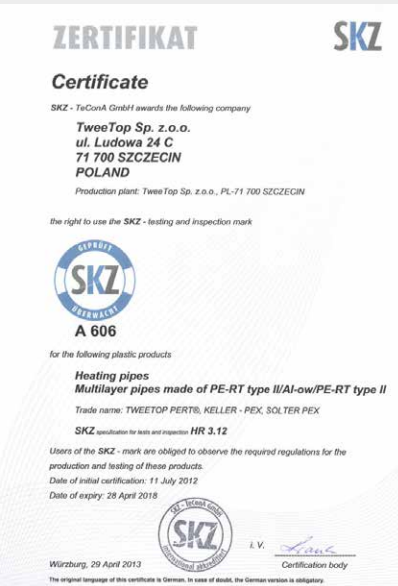 ZERTIFIKAT
SKZ
Certificate
SKZ - TeConA GmbH awards the following company
TweeTop Sp. z.o.o.
ul. Ludowa 24 C
71 700 SZCZECIN
POLAND
Production plant: TweeTop Sp. z.o.o., PL-71 700 SZCZECIN
the right to use the SKZ - testing and inspection mark
GEPRÜFT
SKZ
ÜBERWACHT
A 606
for the following plastic products
Heating pipes
Multilayer pipes made of PE-RT type II/Al-ow/PE-RT type II
Trade name: TWEETOP PERT®, KELLER - PEX, SOLTER PEX
SKZ specification for tests and inspection HR 3.12
Users of the SKZ - mark are obliged to observe the required regulations for the
production and testing of these products.
Date of initial certification: 11 July 2012
Date of expiry: 28 April 2018
SKZ - TeConA GmbH
SKZ
international akkreditiert
i. V.
Würzburg, 29 April 2013
Certification body
The original language of this certificate is German. In case of doubt, the German version is obligatory.